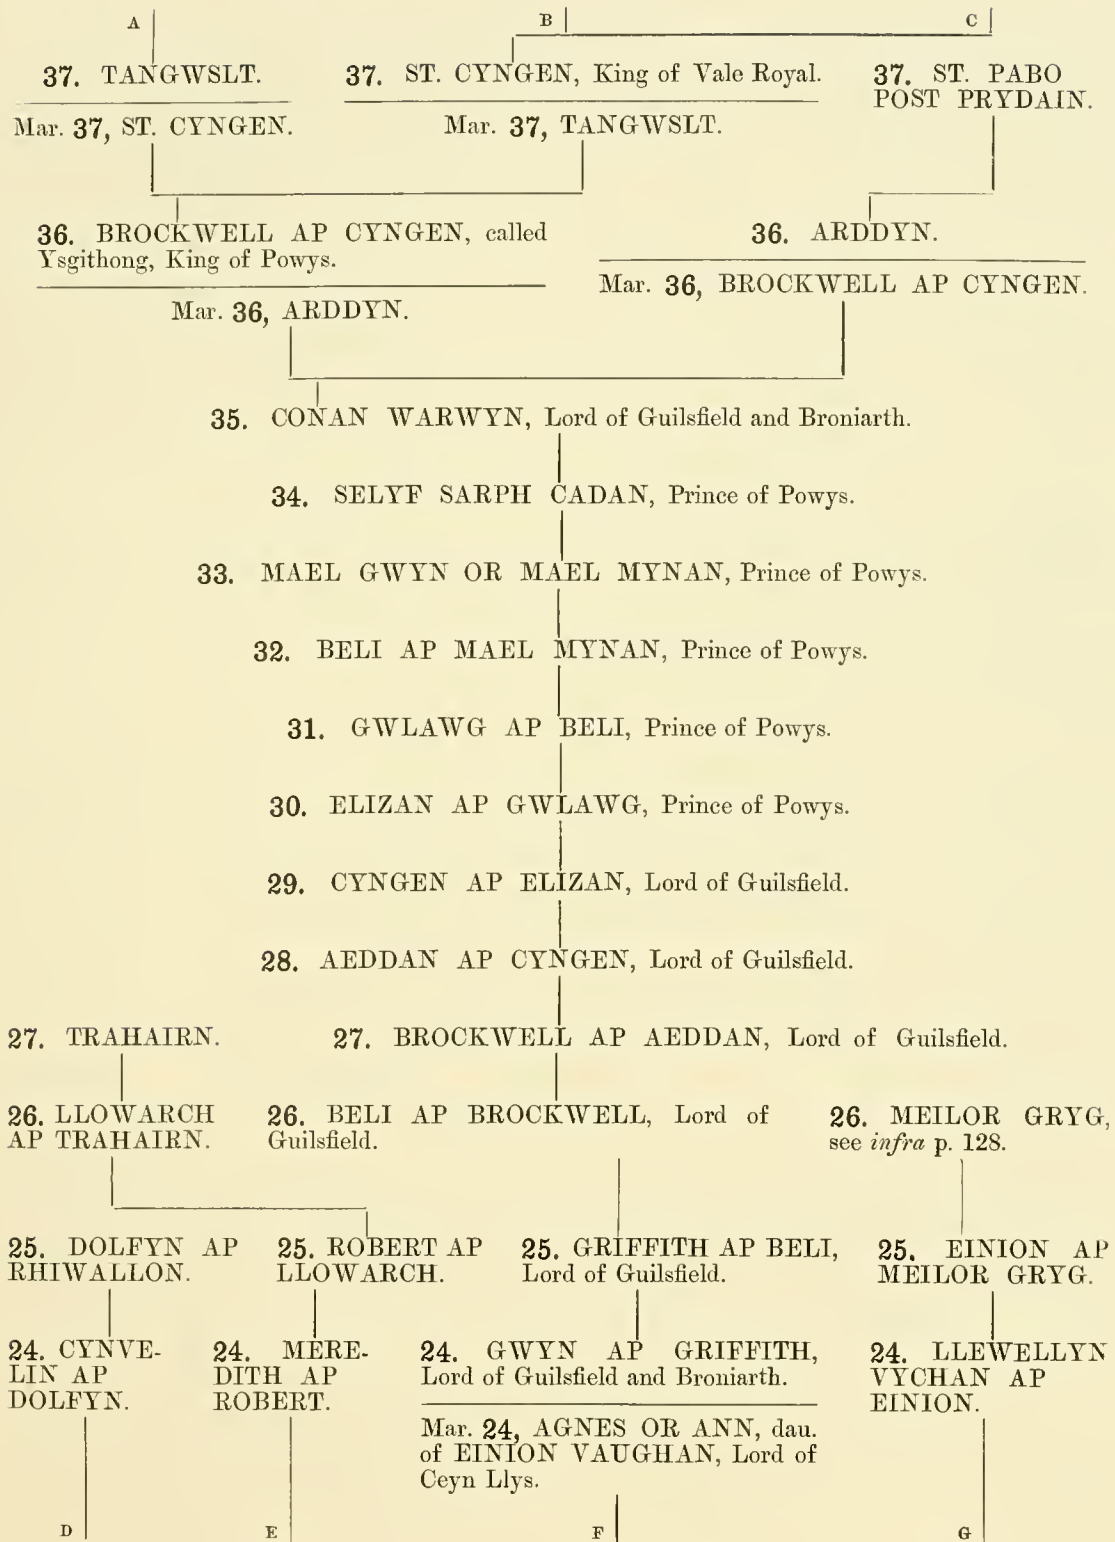 A B C
37. TANGWSLT.
Mar. 37, ST. CYNGEN.
37. ST. CYNGEN, King of Vale Royal.
Mar. 37, TANGWSLT.
37. ST. PABO
POST PRYDAIN.
36. BROCKWELL AP CYNGEN, called
Ysgithong, King of Powys.
Mar. 36, ARDDYN.
36. ARDDYN.
Mar. 36, BROCKWELL AP CYNGEN.
35. CONAN WARWYN, Lord of Guilsfield and Broniarth.
34. SELYF SARPH CADAN, Prince of Powys.
33. MAEL GWYN OR MAEL MYNAN, Prince of Powys.
32. BELI AP MAEL MYNAN, Prince of Powys.
31. GWLAWG AP BELI, Prince of Powys.
30. ELIZAN AP GWLAWG, Prince of Powys.
29. CYNGEN AP ELIZAN, Lord of Guilsfield.
28. AEDDAN AP CYNGEN, Lord of Guilsfield.
27. TRAHAIRN.
27. BROCKWELL AP AEDDAN, Lord of Guilsfield.
26. LLOWARCH
AP TRAHAIRN.
26. BELI AP BROCKWELL, Lord of
Guilsfield.
26. MEILOR GRYG,
see infra p. 128.
25. DOLFYN AP
RHIWALLON.
25. ROBERT AP
LLOWARCH.
25. GRIFFITH AP BELI,
Lord of Guilsfield.
25. EINION AP
MEILOR GRYG.
24. CYNVE-
LIN AP
DOLFYN.
24. MERE-
DITH AP
ROBERT.
24. GWYN AP GRIFFITH,
Lord of Guilsfield and Broniarth.
Mar. 24, AGNES OR ANN, dau.
of EINION VAUGHAN, Lord of
Ceyn Llys.
24. LLEWELLYN
VYCHAN AP
EINION.
D E F G